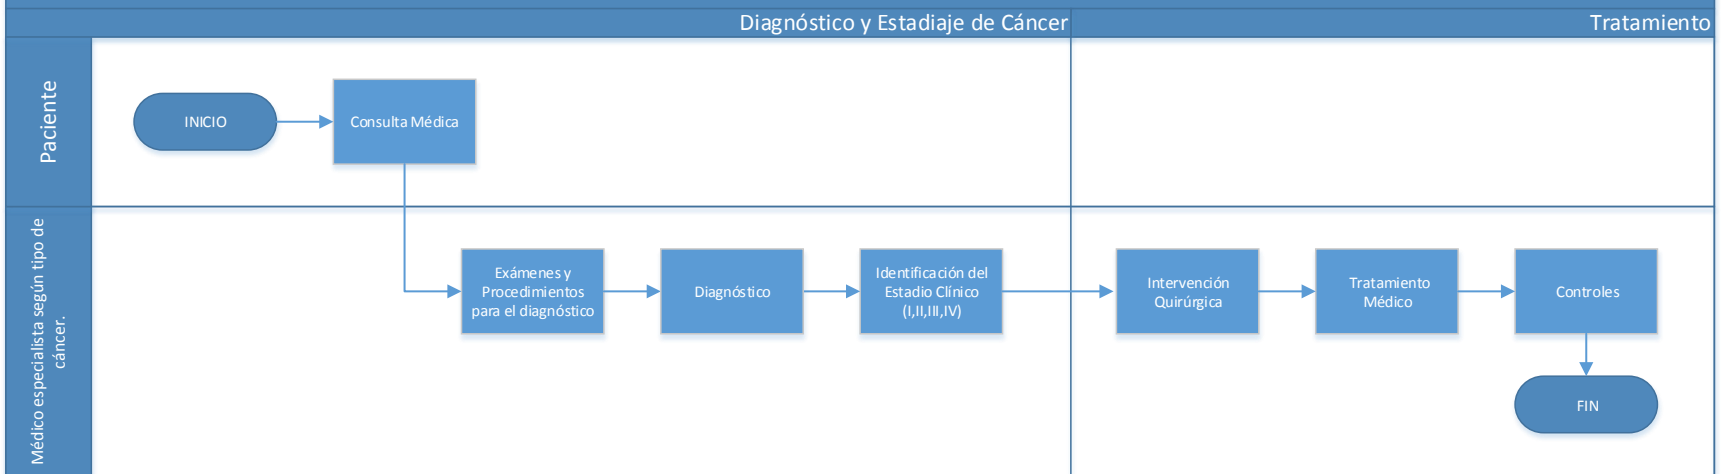 Diagnóstico y Estadiaje de Cáncer
Tratamiento
Paciente
INICIO
Consulta Médica
Médico especialista según tipo de
cáncer.
Exámenes y
Procedimientos
para el diagnóstico
Diagnóstico
Identificación del
Estadio Clínico
(I,II,III,IV)
Intervención
Quirúrgica
Tratamiento
Médico
Controles
FIN